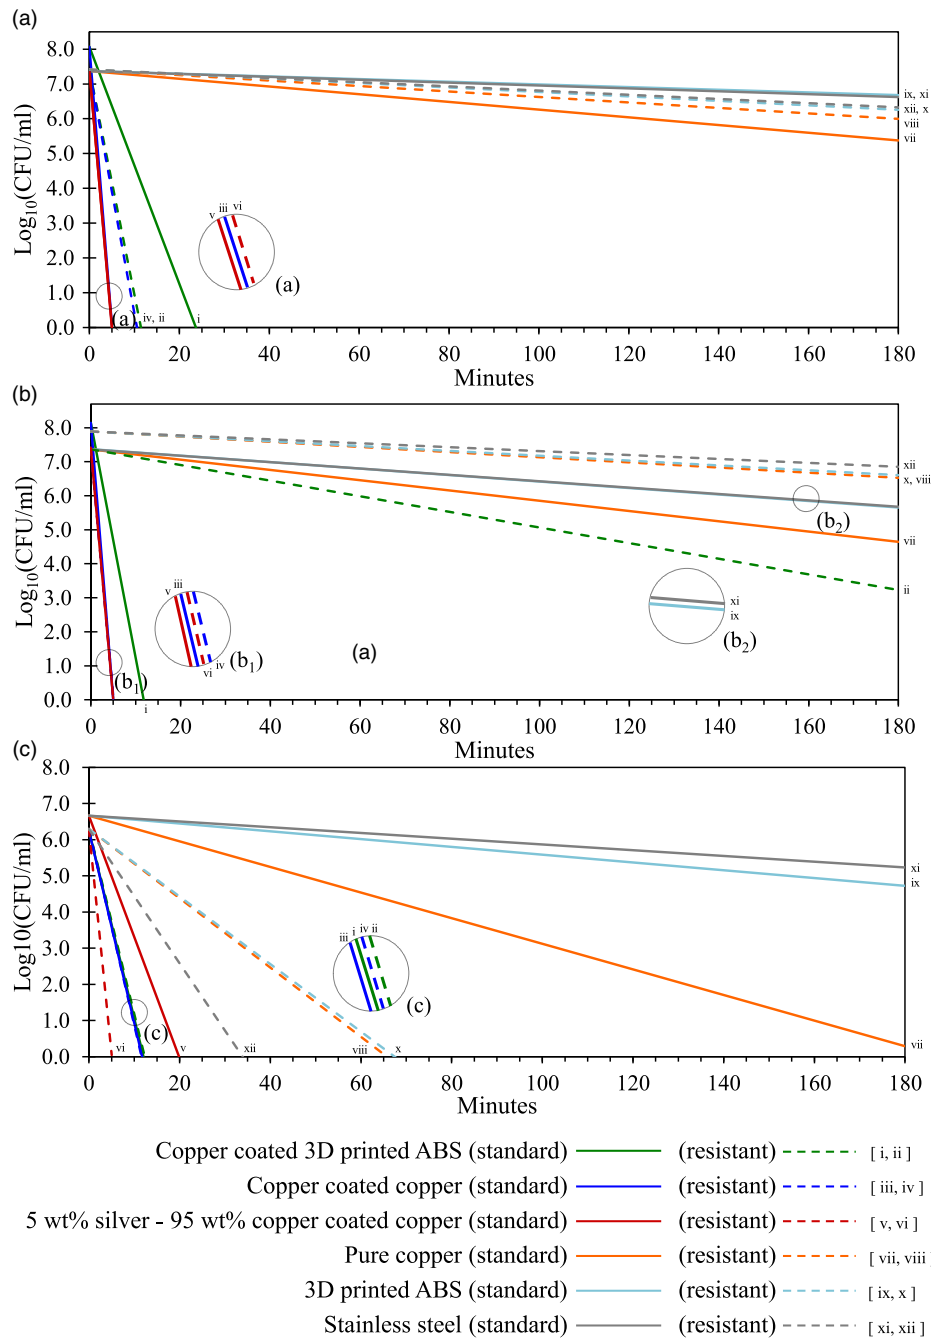 (a)
8.0
7.0
6.0
5.0
4.0
3.0
2.0
1.0
0.0
Log10(CFU/ml)
ix, xi
xii, x
viii
vii
v iii vi
(a)
(a)
iv, ii
i
0 20 40 60 80 100 120 140 160 180
Minutes
(b)
8.0
7.0
6.0
5.0
4.0
3.0
2.0
1.0
0.0
Log10(CFU/ml)
xii
x, viii
(b2)
vii
ii
v iii
(b1)
vi iv
(a)
xi
ix
(b2)
(b1)
i
0 20 40 60 80 100 120 140 160 180
Minutes
(c)
8.0
7.0
6.0
5.0
4.0
3.0
2.0
1.0
0.0
Log10(CFU/ml)
xi
ix
iii i iv ii
(c)
(c)
vi v xii viii x vii
0 20 40 60 80 100 120 140 160 180
Minutes
Copper coated 3D printed ABS (standard) (resistant) [ i, ii ]
Copper coated copper (standard) (resistant) [ iii, iv ]
5 wt% silver - 95 wt% copper coated copper (standard) (resistant) [ v, vi ]
Pure copper (standard) (resistant) [ vii, viii ]
3D printed ABS (standard) (resistant) [ ix, x ]
Stainless steel (standard) (resistant) [ xi, xii ]